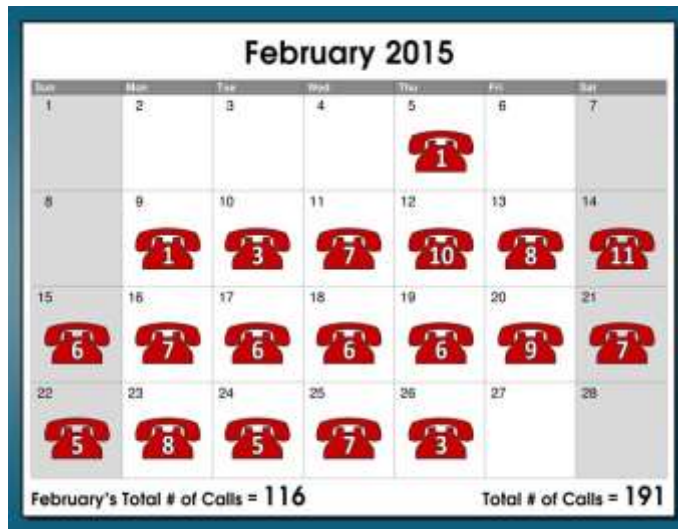 February 2015
Sun Mon Tue Wed Thu Fri Sat
1 2 3 4 5 6 7
1
8 9 10 11 12 13 14
1 3 7 10 8 11
15 16 17 18 19 20 21
6 7 6 6 6 9 7
22 23 24 25 26 27 28
5 8 5 7 3
February's Total # of Calls = 116 Total # of Calls = 191